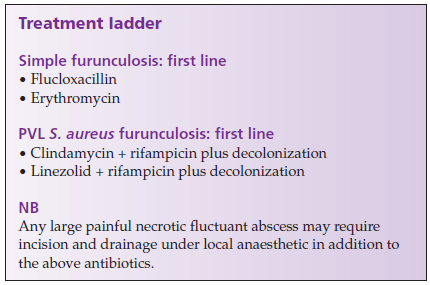 Treatment ladder
Simple furunculosis: first line
• Flucloxacillin
• Erythromycin
PVL S. aureus furunculosis: first line
• Clindamycin + rifampicin plus decolonization
• Linezolid + rifampicin plus decolonization
NB
Any large painful necrotic fluctuant abscess may require
incision and drainage under local anaesthetic in addition to
the above antibiotics.